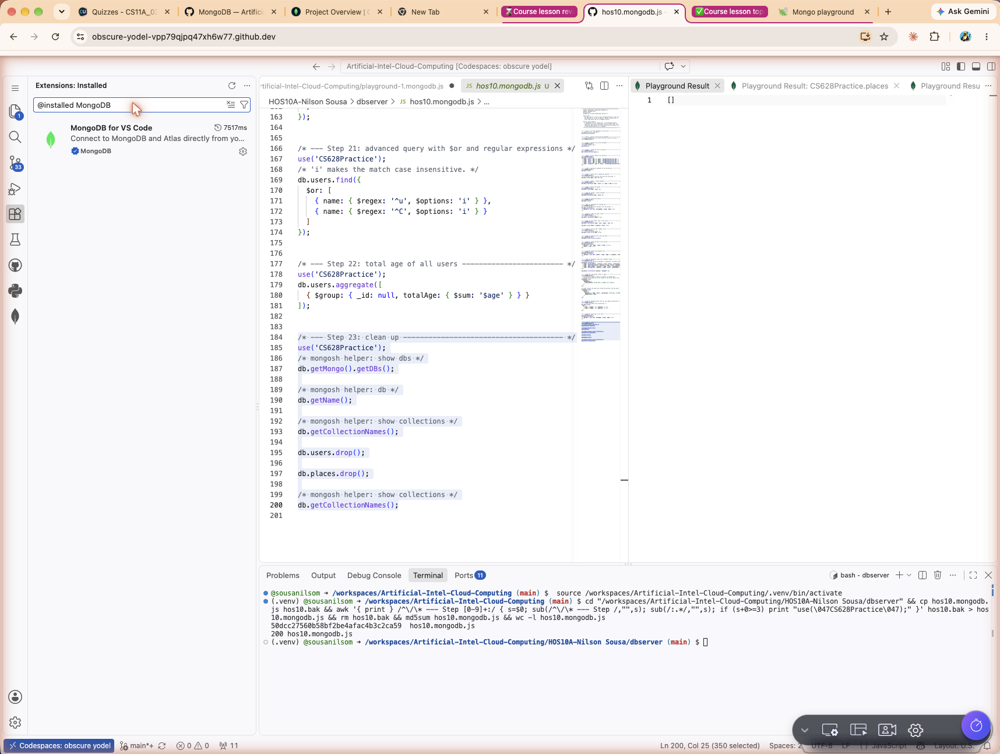 Quizzes - CS11A_02
MongoDB — Artific
Project Overview |
New Tab
⌛Course lesson rev
hos10.mongodb.js -
✅Course lesson top
Mongo playground
Ask Gemini
obscure-yodel-vpp79qjpq47xh6w77.github.dev
Artificial-Intel-Cloud-Computing [Codespaces: obscure yodel]
Extensions: Installed
@installed MongoDB
MongoDB for VS Code
7517ms
Connect to MongoDB and Atlas directly from yo...
MongoDB
1
33
rtificial-Intel-Cloud-Computing/playground-1.mongodb.js
JS hos10.mongodb.js U
HOS10A-Nilson Sousa > dbserver > JS hos10.mongodb.js > ...
163 });
164
165
166 /* --- Step 21: advanced query with $or and regular expressions */
167 use('CS628Practice');
168 /* 'i' makes the match case insensitive. */
169 db.users.find({
170 $or: [
171 { name: { $regex: '^u', $options: 'i' } },
172 { name: { $regex: '^C', $options: 'i' } }
173 ]
174 });
175
176
177 /* --- Step 22: total age of all users ------------------------ */
178 use('CS628Practice');
179 db.users.aggregate([
180 { $group: { _id: null, totalAge: { $sum: '$age' } } }
181 ]);
182
183
184 /* --- Step 23: clean up -------------------------------------- */
185 use('CS628Practice');
186 /* mongosh helper: show dbs */
187 db.getMongo().getDBs();
188
189 /* mongosh helper: db */
190 db.getName();
191
192 /* mongosh helper: show collections */
193 db.getCollectionNames();
194
195 db.users.drop();
196
197 db.places.drop();
198
199 /* mongosh helper: show collections */
200 db.getCollectionNames();
201
Playground Result
Playground Result: CS628Practice.places
Playground Resu
1 []
Problems
Output
Debug Console
Terminal
Ports 11
bash - dbserver
@sousanilsom → /workspaces/Artificial-Intel-Cloud-Computing (main) $ source /workspaces/Artificial-Intel-Cloud-Computing/.venv/bin/activate
(.venv) @sousanilsom → /workspaces/Artificial-Intel-Cloud-Computing (main) $ cd "/workspaces/Artificial-Intel-Cloud-Computing/HOS10A-Nilson Sousa/dbserver" && cp hos10.mongodb.
js hos10.bak && awk '{ print } /^\/\* --- Step [0-9]+:/ { s=$0; sub(/^\/\* --- Step /,"",s); sub(/:.*/,"",s); if (s+0>=3) print "use(\047CS628Practice\047);" }' hos10.bak > hos
10.mongodb.js && rm hos10.bak && md5sum hos10.mongodb.js && wc -l hos10.mongodb.js
50dcc27560b58bf2be4afac4b3c2ca59 hos10.mongodb.js
200 hos10.mongodb.js
(.venv) @sousanilsom → /workspaces/Artificial-Intel-Cloud-Computing/HOS10A-Nilson Sousa/dbserver (main) $
Codespaces: obscure yodel
main*+
0
0
11
Ln 200, Col 25 (350 selected)
Spaces: 2
UTF-8
LF
JavaScript
Layout: U.S.